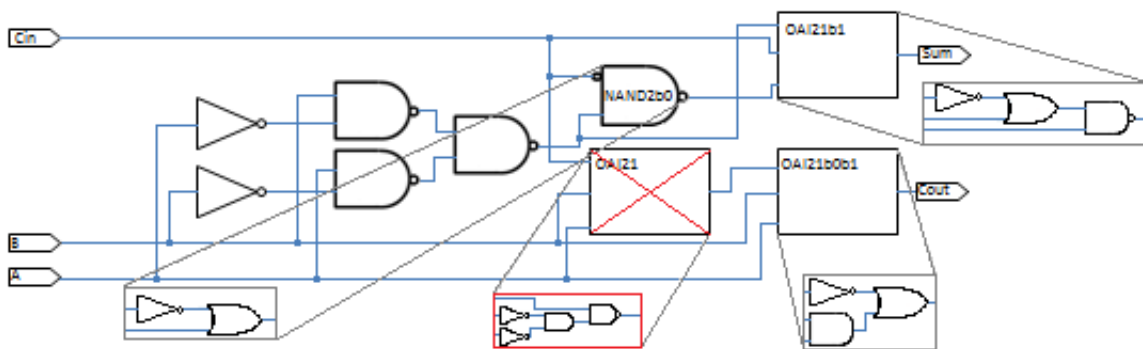 Cin
OAI21b1
Sum
NAND2b0
OAI21
OAI21b0b1
Cout
B
A